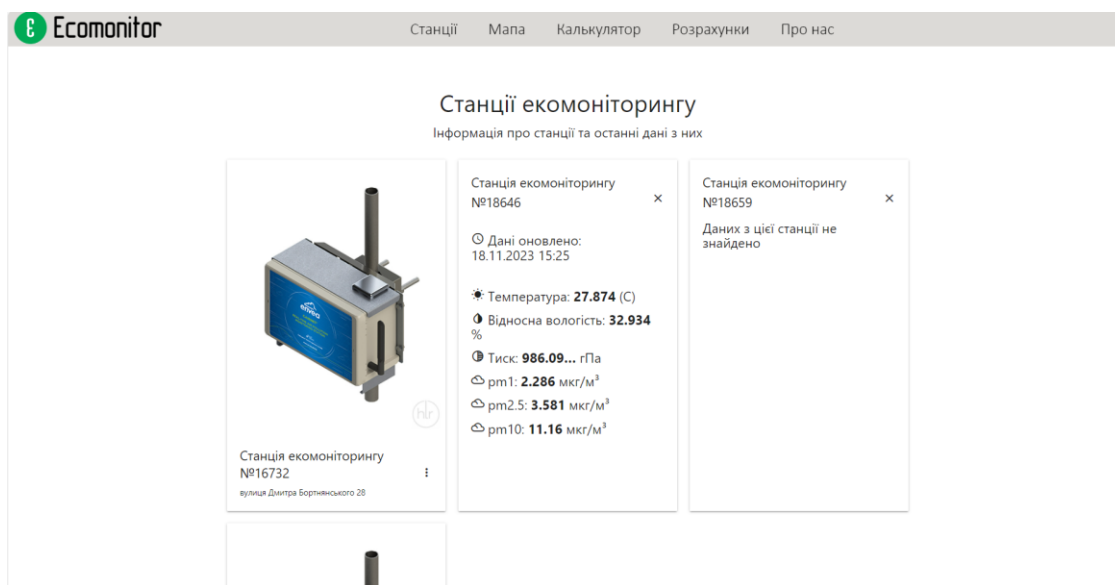 Ecomonitor
Станції Мапа Калькулятор Розрахунки Про нас
Станції екомоніторингу
Інформація про станції та останні дані з них
envea
hlr
Станція екомоніторингу
№16732
вулиця Дмитра Бортнянського 28
Станція екомоніторингу
№18646
Дані оновлено:
18.11.2023 15:25
Температура: 27.874 (C)
Відносна вологість: 32.934
%
Тиск: 986.09... гПа
pm1: 2.286 мкг/м³
pm2.5: 3.581 мкг/м³
pm10: 11.16 мкг/м³
Станція екомоніторингу
№18659
Даних з цієї станції не
знайдено